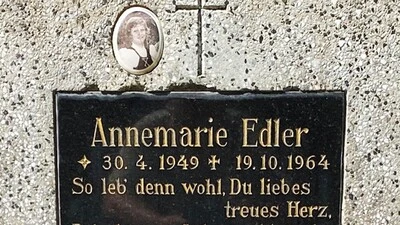 Annemarie Edler
✦ 30.4.1949 ✝ 19.10.1964
So leb' denn wohl, Du liebes
treues Herz,